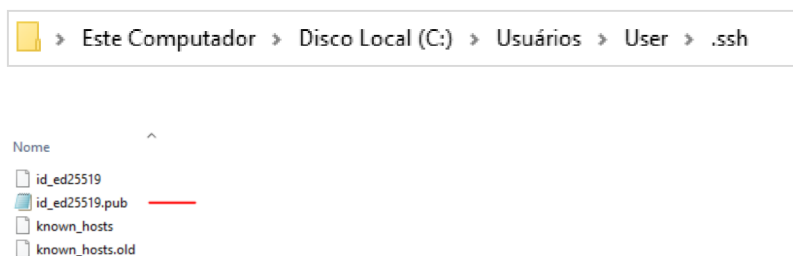 Este Computador > Disco Local (C:) > Usuários > User > .ssh
Nome
id_ed25519
id_ed25519.pub
known_hosts
known_hosts.old